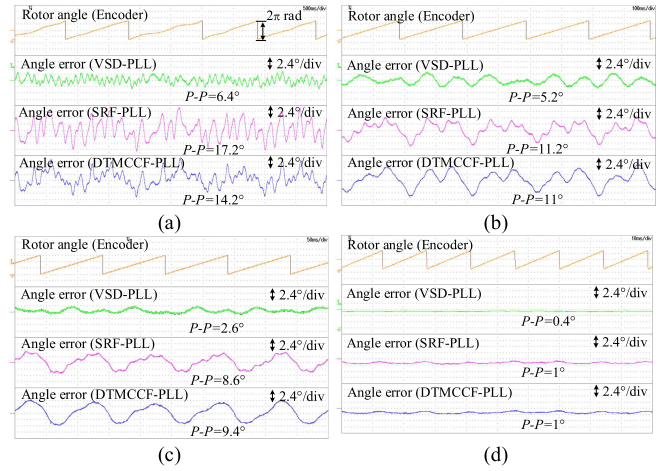 500ms/div
Rotor angle (Encoder)
2π rad
Angle error (VSD-PLL)
2.4°/div
P-P=6.4°
Angle error (SRF-PLL)
2.4°/div
P-P=17.2°
Angle error (DTMCCF-PLL)
2.4°/div
P-P=14.2°
(a)
100ms/div
Rotor angle (Encoder)
Angle error (VSD-PLL)
2.4°/div
P-P=5.2°
Angle error (SRF-PLL)
2.4°/div
P-P=11.2°
Angle error (DTMCCF-PLL)
2.4°/div
P-P=11°
(b)
50ms/div
Rotor angle (Encoder)
Angle error (VSD-PLL)
2.4°/div
P-P=2.6°
Angle error (SRF-PLL)
2.4°/div
P-P=8.6°
Angle error (DTMCCF-PLL)
2.4°/div
P-P=9.4°
(c)
10ms/div
Rotor angle (Encoder)
Angle error (VSD-PLL)
2.4°/div
P-P=0.4°
Angle error (SRF-PLL)
2.4°/div
P-P=1°
Angle error (DTMCCF-PLL)
2.4°/div
P-P=1°
(d)